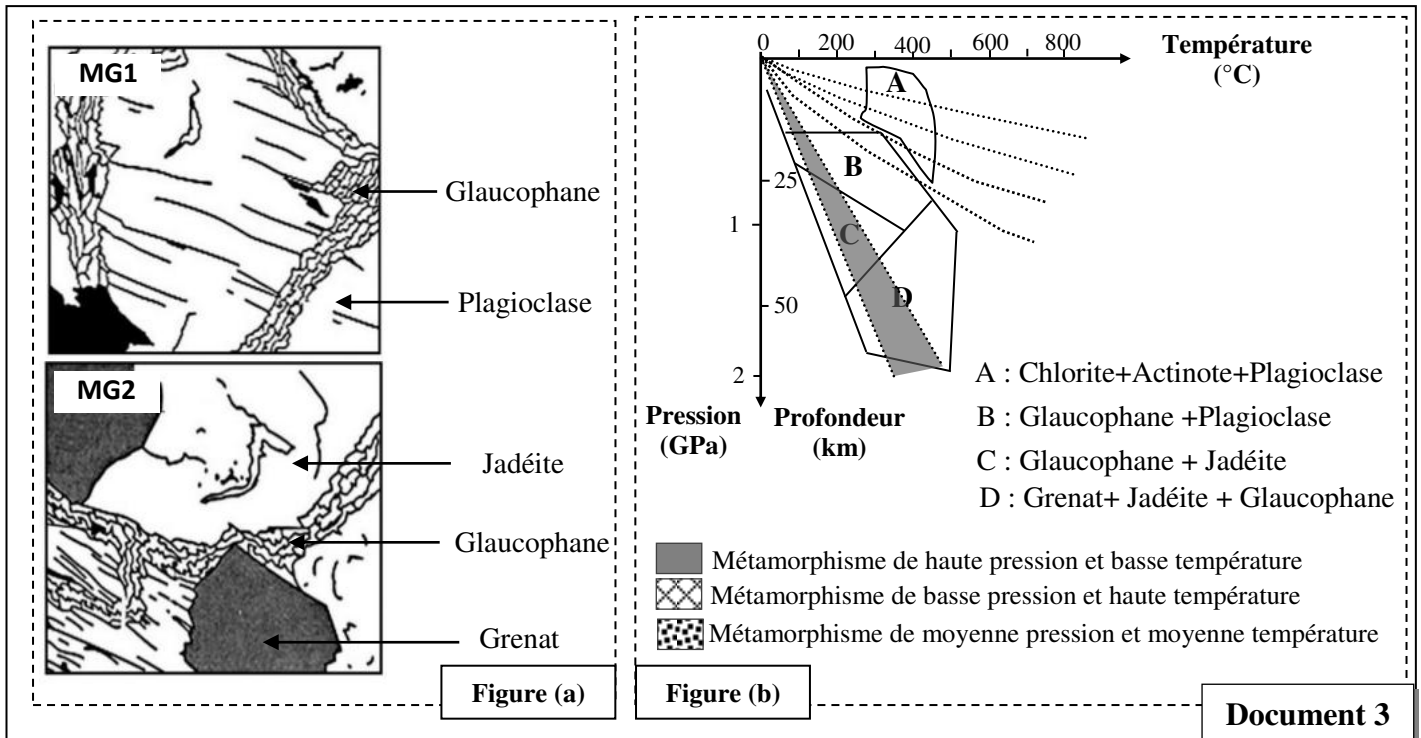 MG1
Glaucophane
Plagioclase
MG2
Jadéite
Glaucophane
Grenat
Figure (a)
0 200 400 600 800
Température
(°C)
A
B
25
1
C
D
50
2
Pression
(GPa)
Profondeur
(km)
A : Chlorite+Actinote+Plagioclase
B : Glaucophane +Plagioclase
C : Glaucophane + Jadéite
D : Grenat+ Jadéite + Glaucophane
Métamorphisme de haute pression et basse température
Métamorphisme de basse pression et haute température
Métamorphisme de moyenne pression et moyenne température
Figure (b)
Document 3